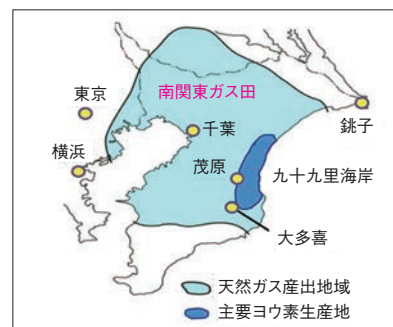 南関東ガス田
東京
銚子
千葉
横浜
茂原
九十九里海岸
大多喜
天然ガス産出地域
主要ヨウ素生産地